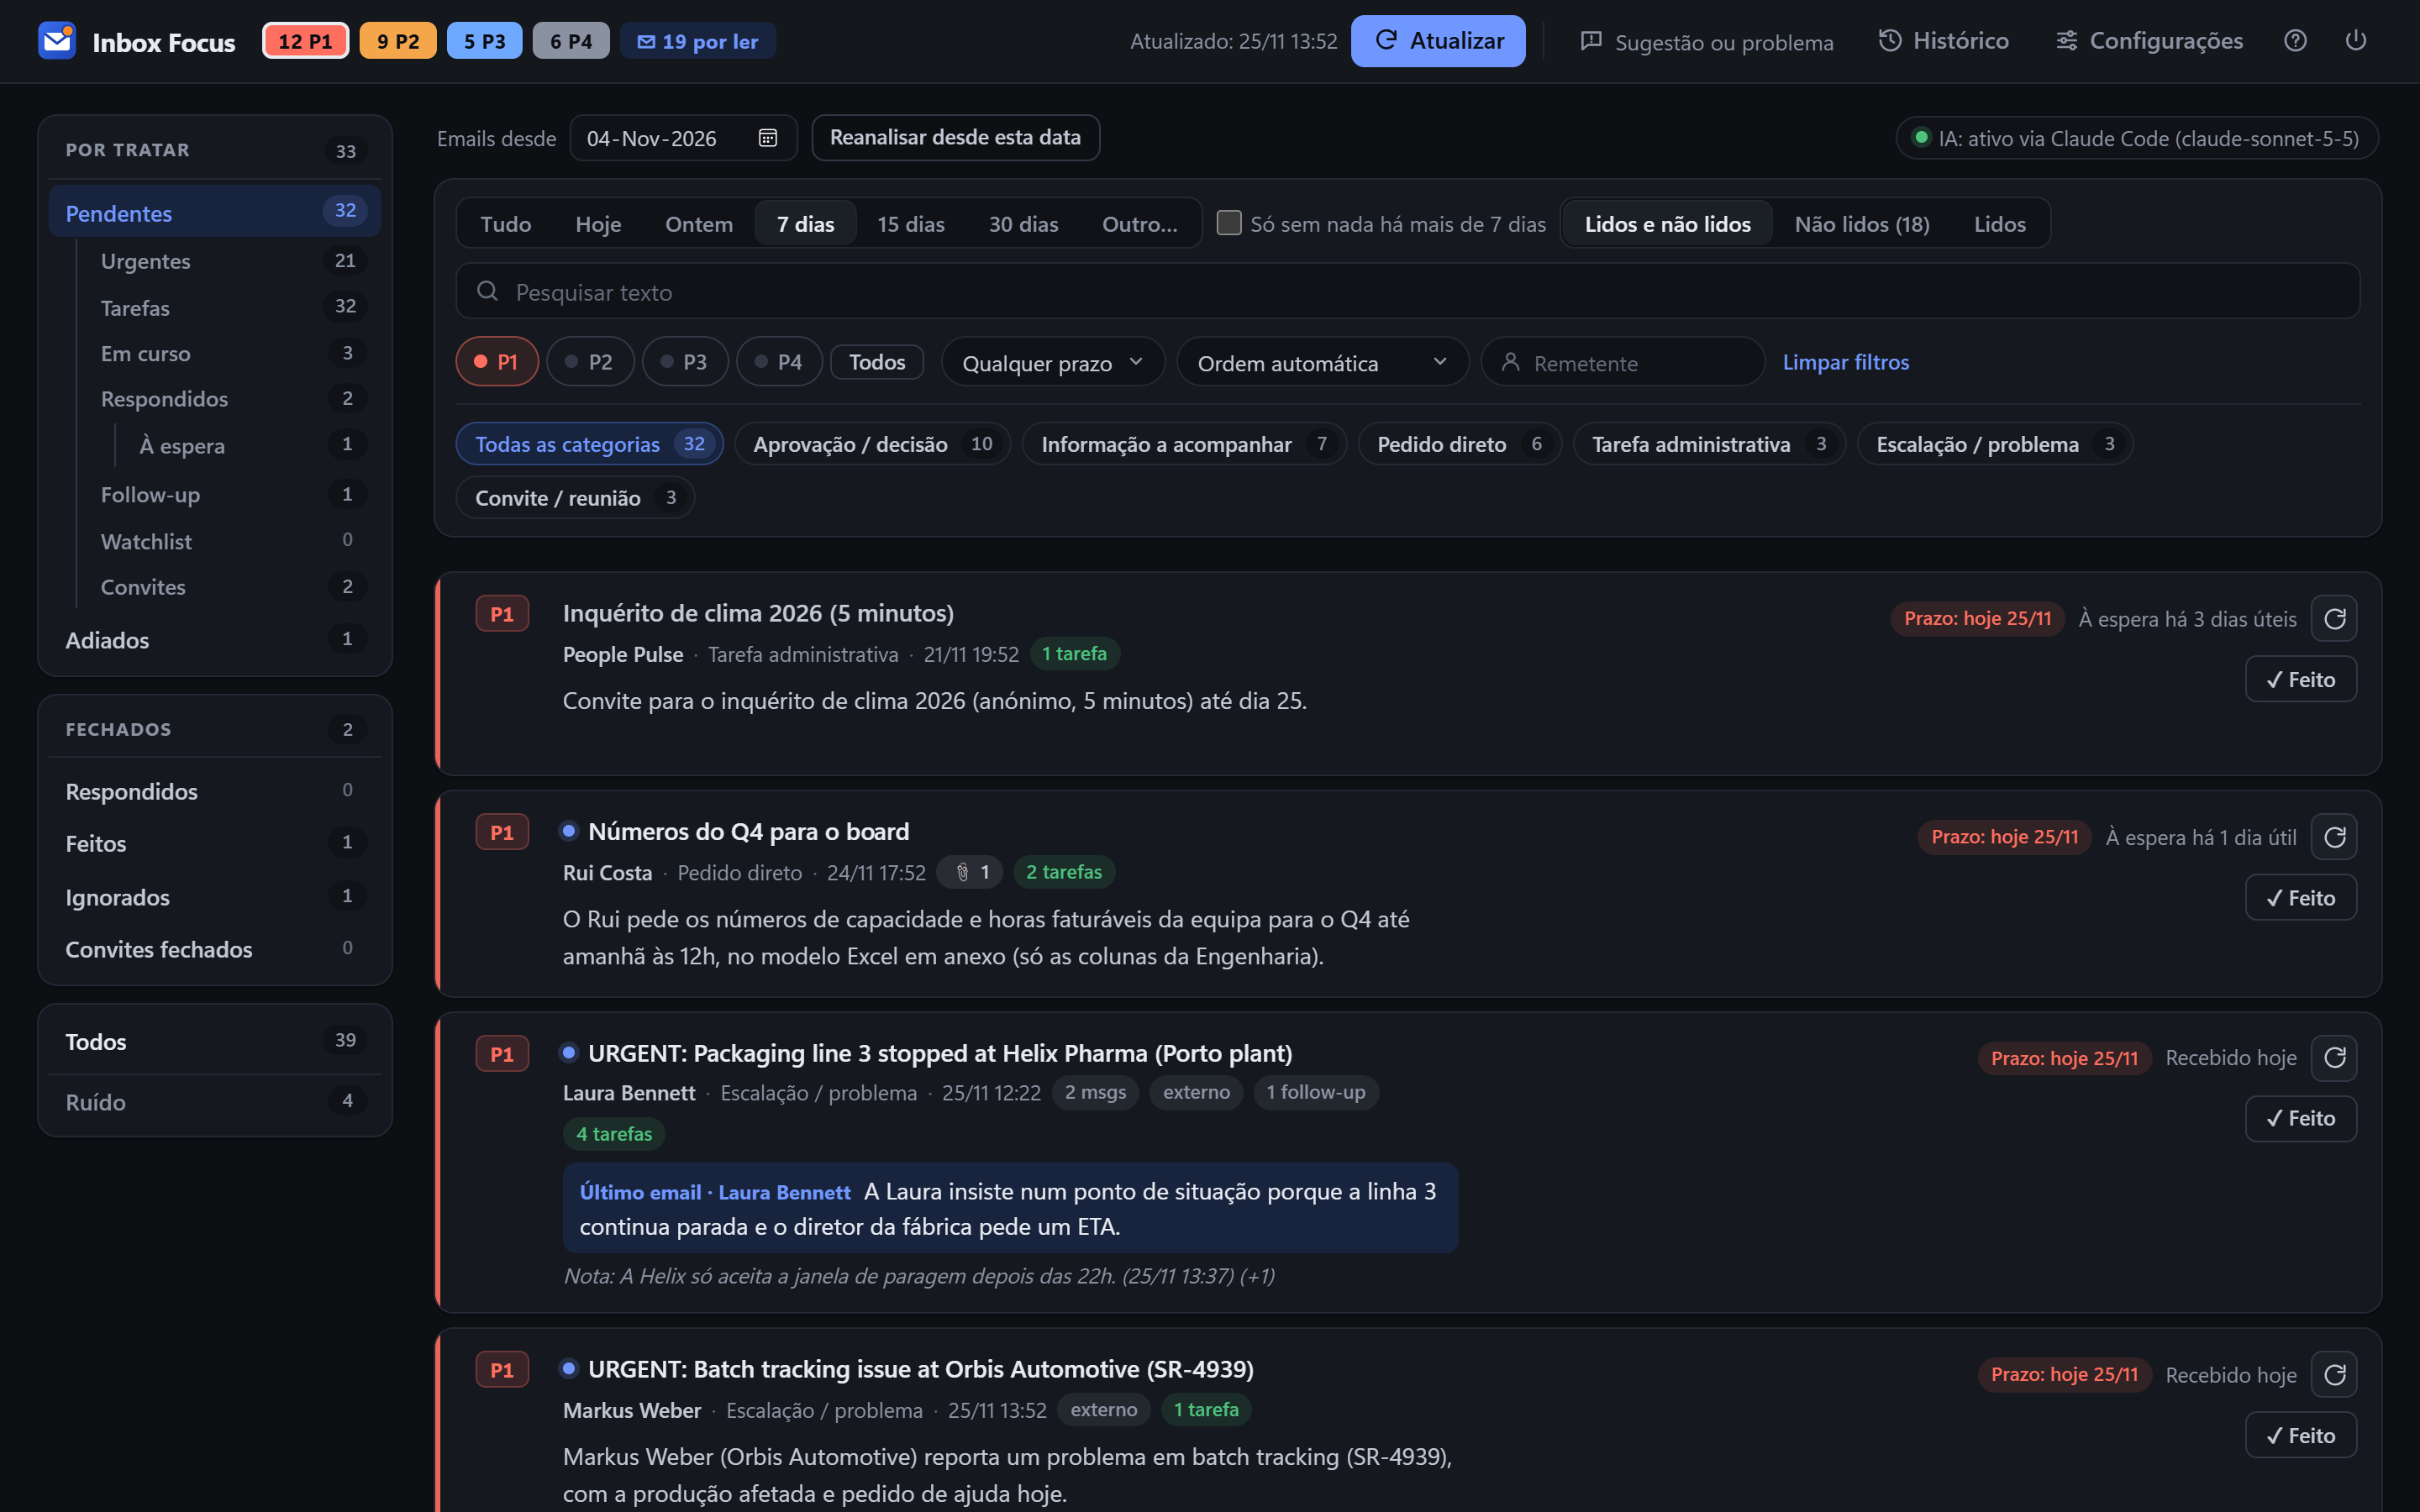 Inbox Focus
12 P1
9 P2
5 P3
6 P4
19 por ler
Atualizado: 25/11 13:52
Atualizar
Sugestão ou problema
Histórico
Configurações
POR TRATAR 33
Pendentes 32
Urgentes 21
Tarefas 32
Em curso 3
Respondidos 2
À espera 1
Follow-up 1
Watchlist 0
Convites 2
Adiados 1
FECHADOS 2
Respondidos 0
Feitos 1
Ignorados 1
Convites fechados 0
Todos 39
Ruído 4
Emails desde 04-Nov-2026 Reanalisar desde esta data
IA: ativo via Claude Code (claude-sonnet-5-5)
Tudo Hoje Ontem 7 dias 15 dias 30 dias Outro... Só sem nada há mais de 7 dias Lidos e não lidos Não lidos (18) Lidos
Pesquisar texto
P1 P2 P3 P4 Todos Qualquer prazo Ordem automática Remetente Limpar filtros
Todas as categorias 32 Aprovação / decisão 10 Informação a acompanhar 7 Pedido direto 6 Tarefa administrativa 3 Escalação / problema 3
Convite / reunião 3
P1 Inquérito de clima 2026 (5 minutos)
Prazo: hoje 25/11 À espera há 3 dias úteis
People Pulse · Tarefa administrativa · 21/11 19:52 1 tarefa
✓ Feito
Convite para o inquérito de clima 2026 (anónimo, 5 minutos) até dia 25.
P1 Números do Q4 para o board
Prazo: hoje 25/11 À espera há 1 dia útil
Rui Costa · Pedido direto · 24/11 17:52 1 2 tarefas
✓ Feito
O Rui pede os números de capacidade e horas faturáveis da equipa para o Q4 até
amanhã às 12h, no modelo Excel em anexo (só as colunas da Engenharia).
P1 URGENT: Packaging line 3 stopped at Helix Pharma (Porto plant)
Prazo: hoje 25/11 Recebido hoje
Laura Bennett · Escalação / problema · 25/11 12:22 2 msgs externo 1 follow-up
✓ Feito
4 tarefas
Último email · Laura Bennett A Laura insiste num ponto de situação porque a linha 3
continua parada e o diretor da fábrica pede um ETA.
Nota: A Helix só aceita a janela de paragem depois das 22h. (25/11 13:37) (+1)
P1 URGENT: Batch tracking issue at Orbis Automotive (SR-4939)
Prazo: hoje 25/11 Recebido hoje
Markus Weber · Escalação / problema · 25/11 13:52 externo 1 tarefa
✓ Feito
Markus Weber (Orbis Automotive) reporta um problema em batch tracking (SR-4939),
com a produção afetada e pedido de ajuda hoje.